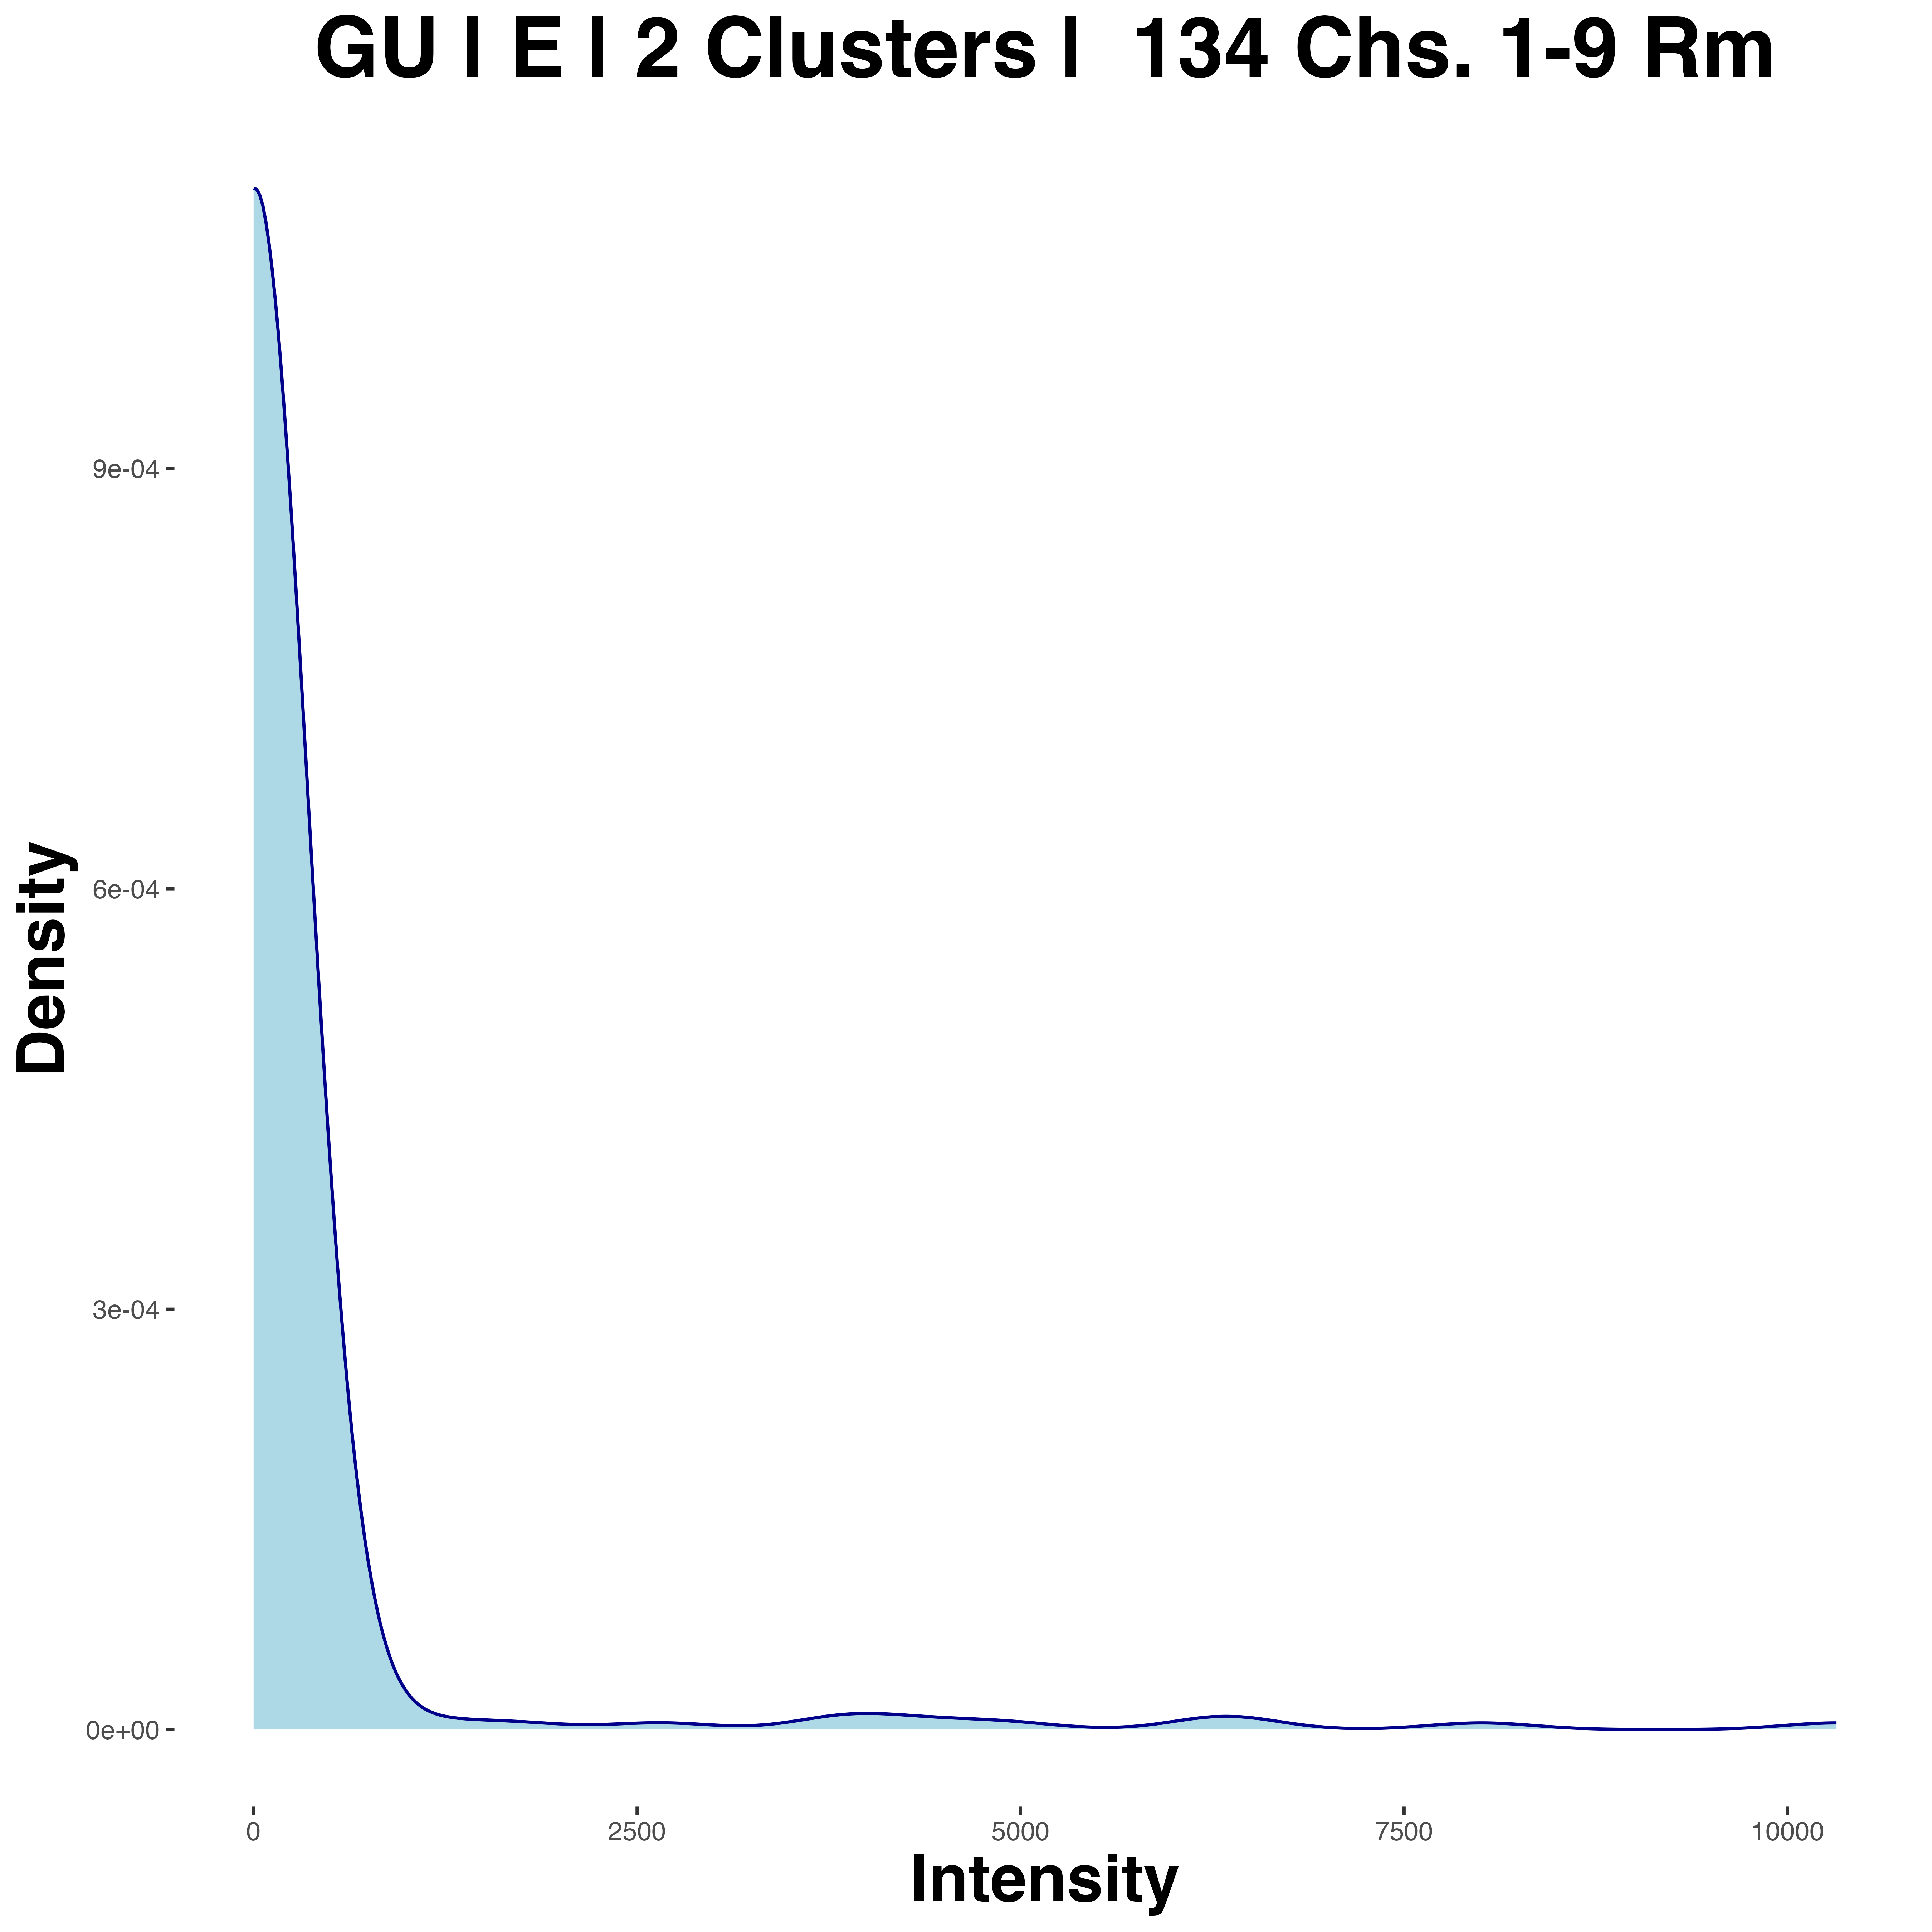 GU | E | 2 Clusters |  134 Chs. 1-9 Rm
Density
9e-04
6e-04
3e-04
0e+00
0 2500 5000 7500 10000
Intensity